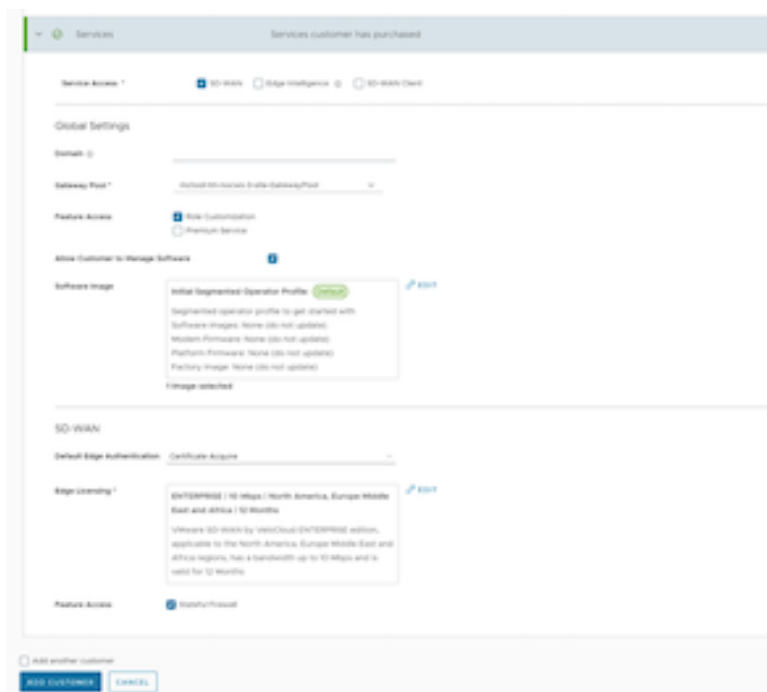 Services Services customer has purchased
Service Access * SD-WAN Edge Intelligence SD-WAN Client
Global Settings
Domain
Gateway Pool *
Feature Access Role Customization
Premium Service
Allow Customer to Manage Software
Software Image Initial Segmented Operator Profile (Default) EDIT
Segmented operator profile to get started with
Software Images: None (do not update)
Modem Firmware: None (do not update)
Platform Firmware: None (do not update)
Factory Image: None (do not update)
1 image selected
SD-WAN
Default Edge Authentication Certificate Acquire
Edge Licensing * ENTERPRISE | 10 Mbps | North America, Europe Middle EDIT
East and Africa | 12 Months
VMware SD-WAN by VeloCloud ENTERPRISE edition,
applicable to the North America, Europe Middle East and
Africa regions, has a bandwidth up to 10 Mbps and is
valid for 12 Months
Feature Access Stateful Firewall
Add another customer
ADD CUSTOMER CANCEL